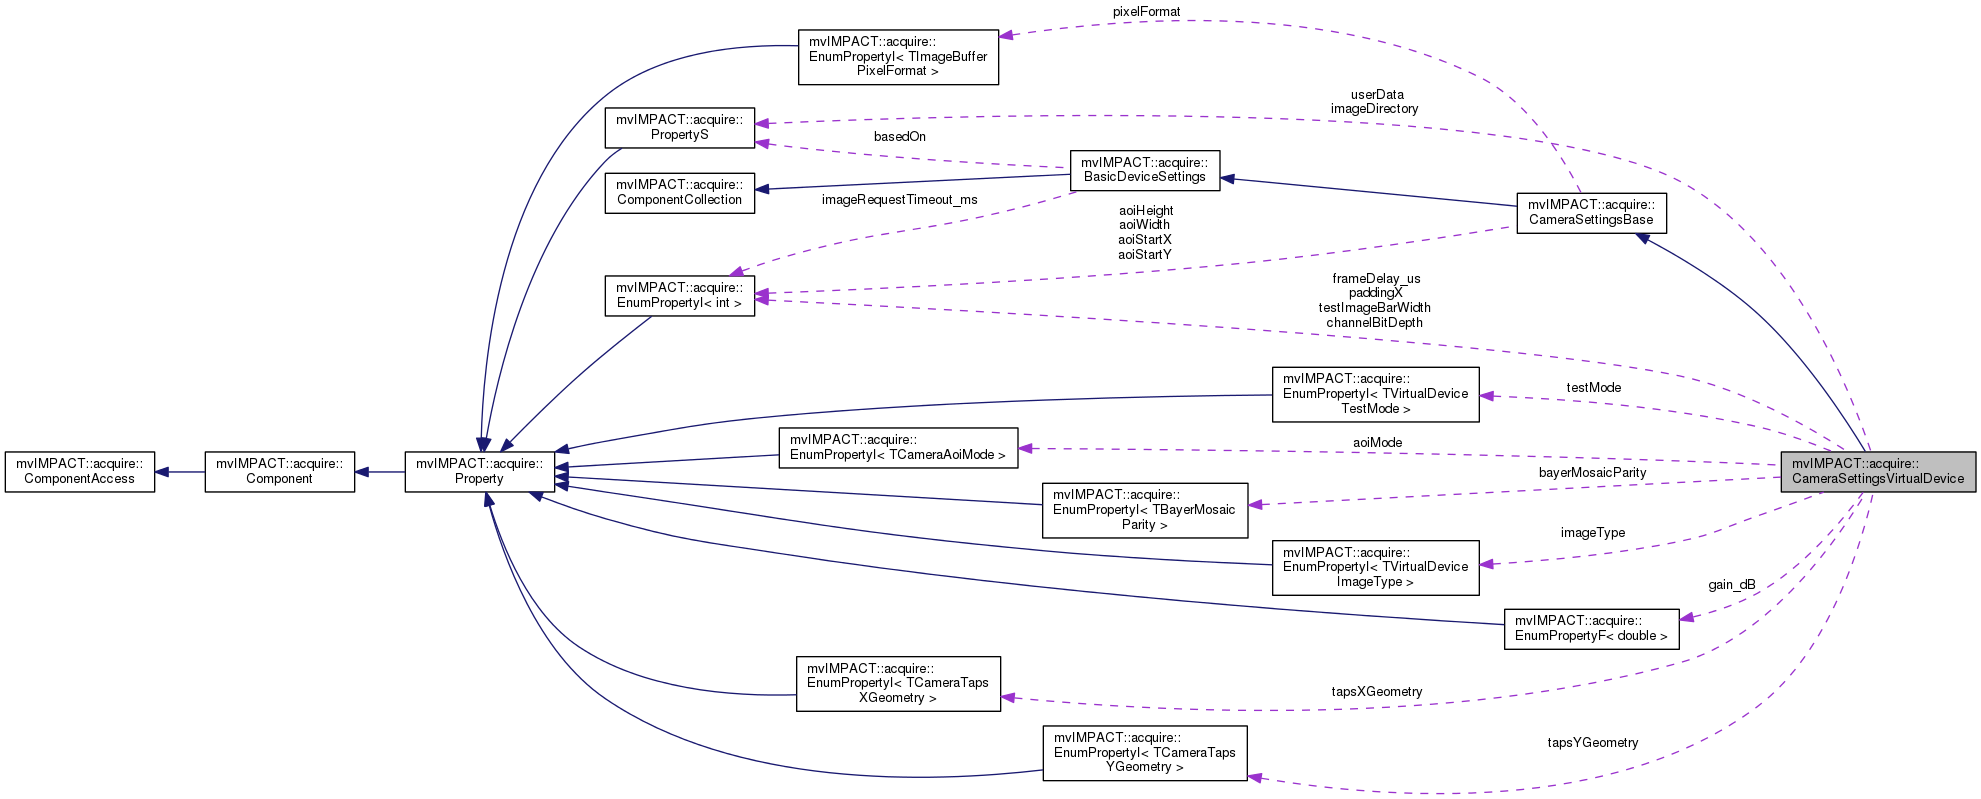 pixelFormat
mvIMPACT::acquire::
EnumPropertyI< TImageBuffer
PixelFormat >
userData
imageDirectory
mvIMPACT::acquire::
PropertyS
basedOn
mvIMPACT::acquire::
BasicDeviceSettings
mvIMPACT::acquire::
ComponentCollection
imageRequestTimeout_ms
mvIMPACT::acquire::
CameraSettingsBase
aoiHeight
aoiWidth
aoiStartX
aoiStartY
mvIMPACT::acquire::
EnumPropertyI< int >
frameDelay_us
paddingX
testImageBarWidth
channelBitDepth
mvIMPACT::acquire::
EnumPropertyI< TVirtualDevice
TestMode >
testMode
mvIMPACT::acquire::
EnumPropertyI< TCameraAoiMode >
aoiMode
mvIMPACT::acquire::
ComponentAccess
mvIMPACT::acquire::
Component
mvIMPACT::acquire::
Property
mvIMPACT::acquire::
CameraSettingsVirtualDevice
bayerMosaicParity
mvIMPACT::acquire::
EnumPropertyI< TBayerMosaic
Parity >
imageType
mvIMPACT::acquire::
EnumPropertyI< TVirtualDevice
ImageType >
gain_dB
mvIMPACT::acquire::
EnumPropertyF< double >
mvIMPACT::acquire::
EnumPropertyI< TCameraTaps
XGeometry >
tapsXGeometry
mvIMPACT::acquire::
EnumPropertyI< TCameraTaps
YGeometry >
tapsYGeometry